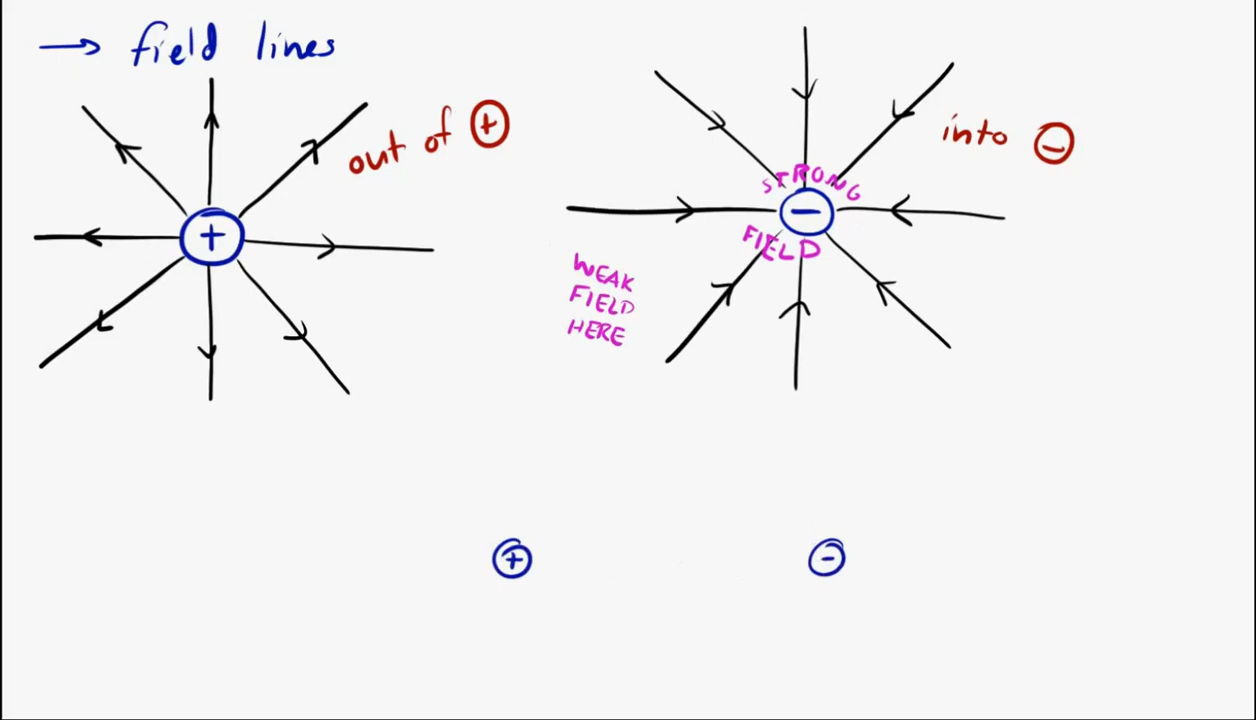 → field lines
out of ⊕
into ⊖
+
STRONG
−
FIELD
WEAK
FIELD
HERE
+
−